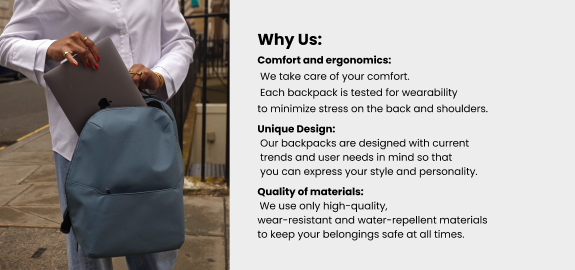 Why Us:
Comfort and ergonomics:
We take care of your comfort.
Each backpack is tested for wearability
to minimize stress on the back and shoulders.
Unique Design:
Our backpacks are designed with current
trends and user needs in mind so that
you can express your style and personality.
Quality of materials:
We use only high-quality,
wear-resistant and water-repellent materials
to keep your belongings safe at all times.